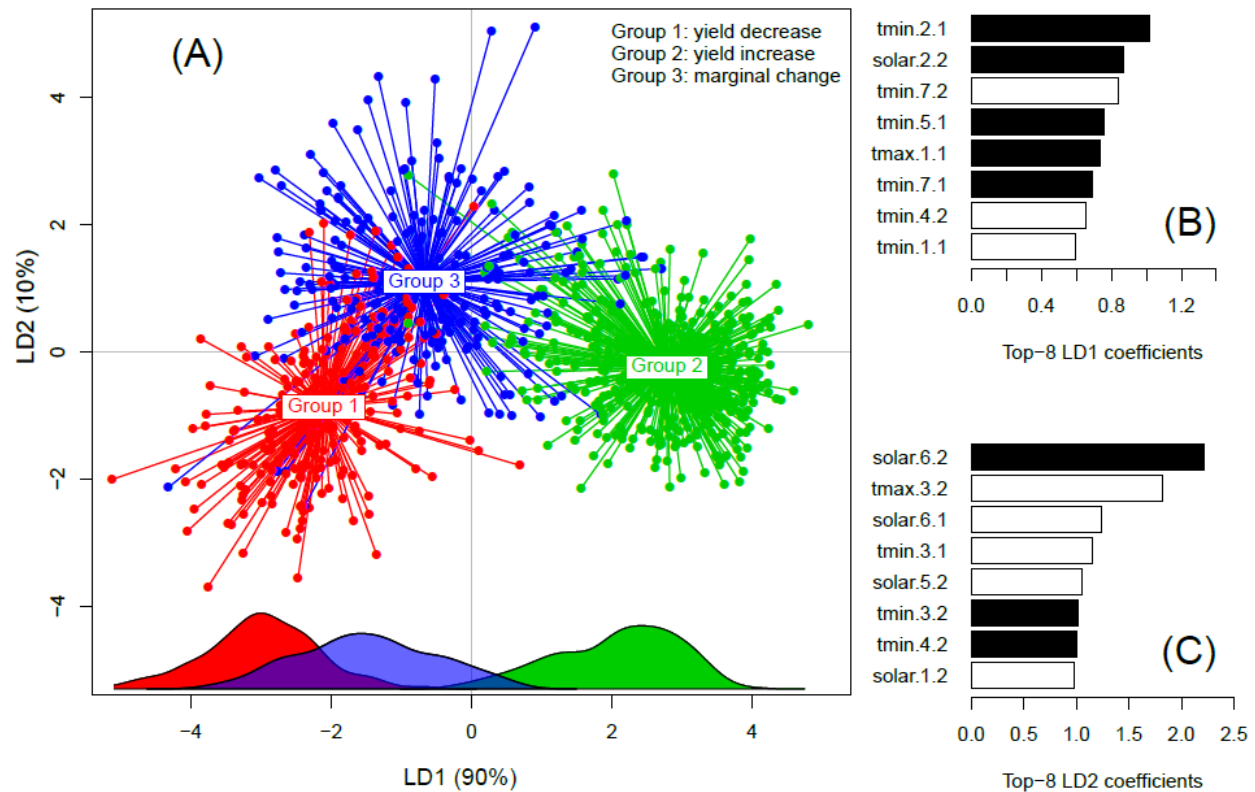 (A)
Group 1: yield decrease
Group 2: yield increase
Group 3: marginal change
Group 3
Group 2
Group 1
LD2 (10%)
4
2
0
−2
−4
−4 −2 0 2 4
LD1 (90%)
tmin.2.1
solar.2.2
tmin.7.2
tmin.5.1
tmax.1.1
tmin.7.1
tmin.4.2
tmin.1.1
(B)
0.0 0.4 0.8 1.2
Top−8 LD1 coefficients
solar.6.2
tmax.3.2
solar.6.1
tmin.3.1
solar.5.2
tmin.3.2
tmin.4.2
solar.1.2
(C)
0.0 0.5 1.0 1.5 2.0 2.5
Top−8 LD2 coefficients